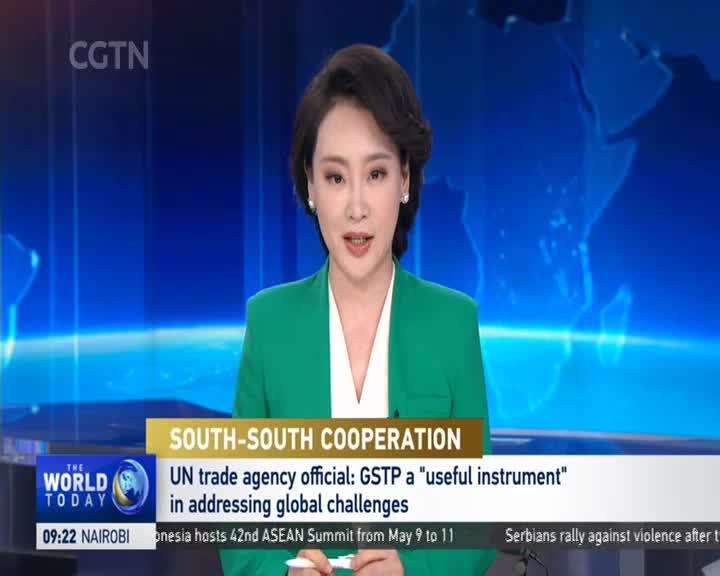 CGTN
SOUTH-SOUTH COOPERATION
UN trade agency official: GSTP a "useful instrument"
in addressing global challenges
THE
WORLD
TODAY
09:22 NAIROBI
onesia hosts 42nd ASEAN Summit from May 9 to 11 Serbians rally against violence after